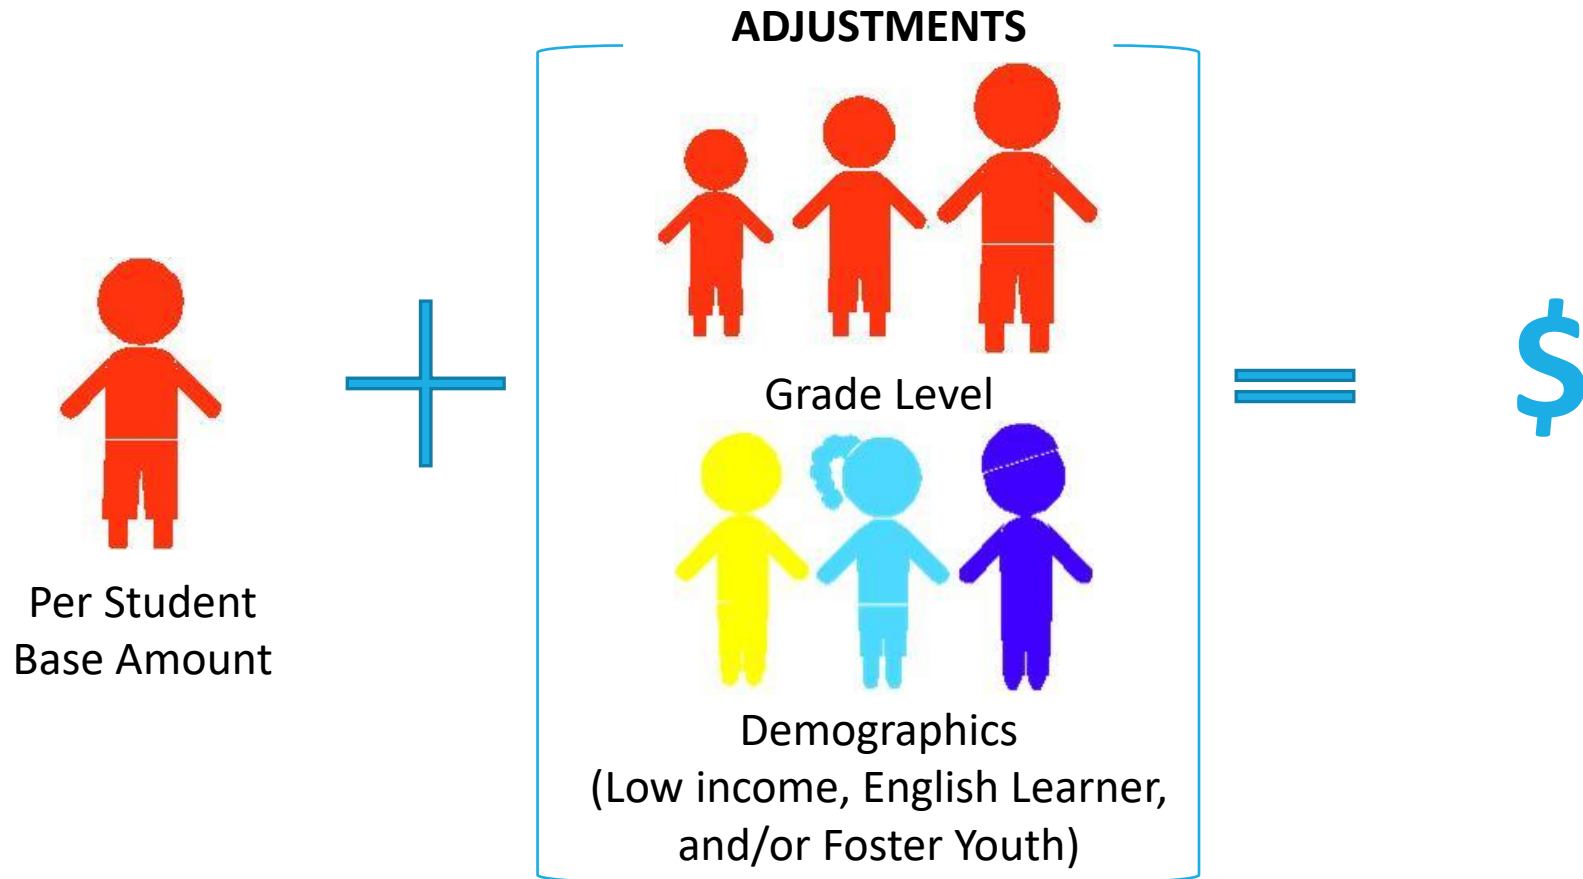 ADJUSTMENTS
Grade Level
$
Per Student
Base Amount
Demographics
(Low income, English Learner,
and/or Foster Youth)